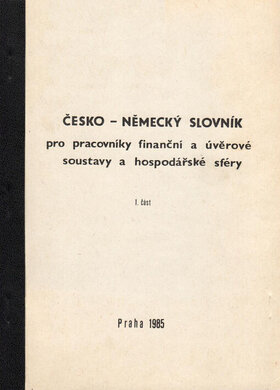 ČESKO – NĚMECKÝ SLOVNÍK
pro pracovníky finanční a úvěrové
soustavy a hospodářské sféry
I. část
Praha 1985